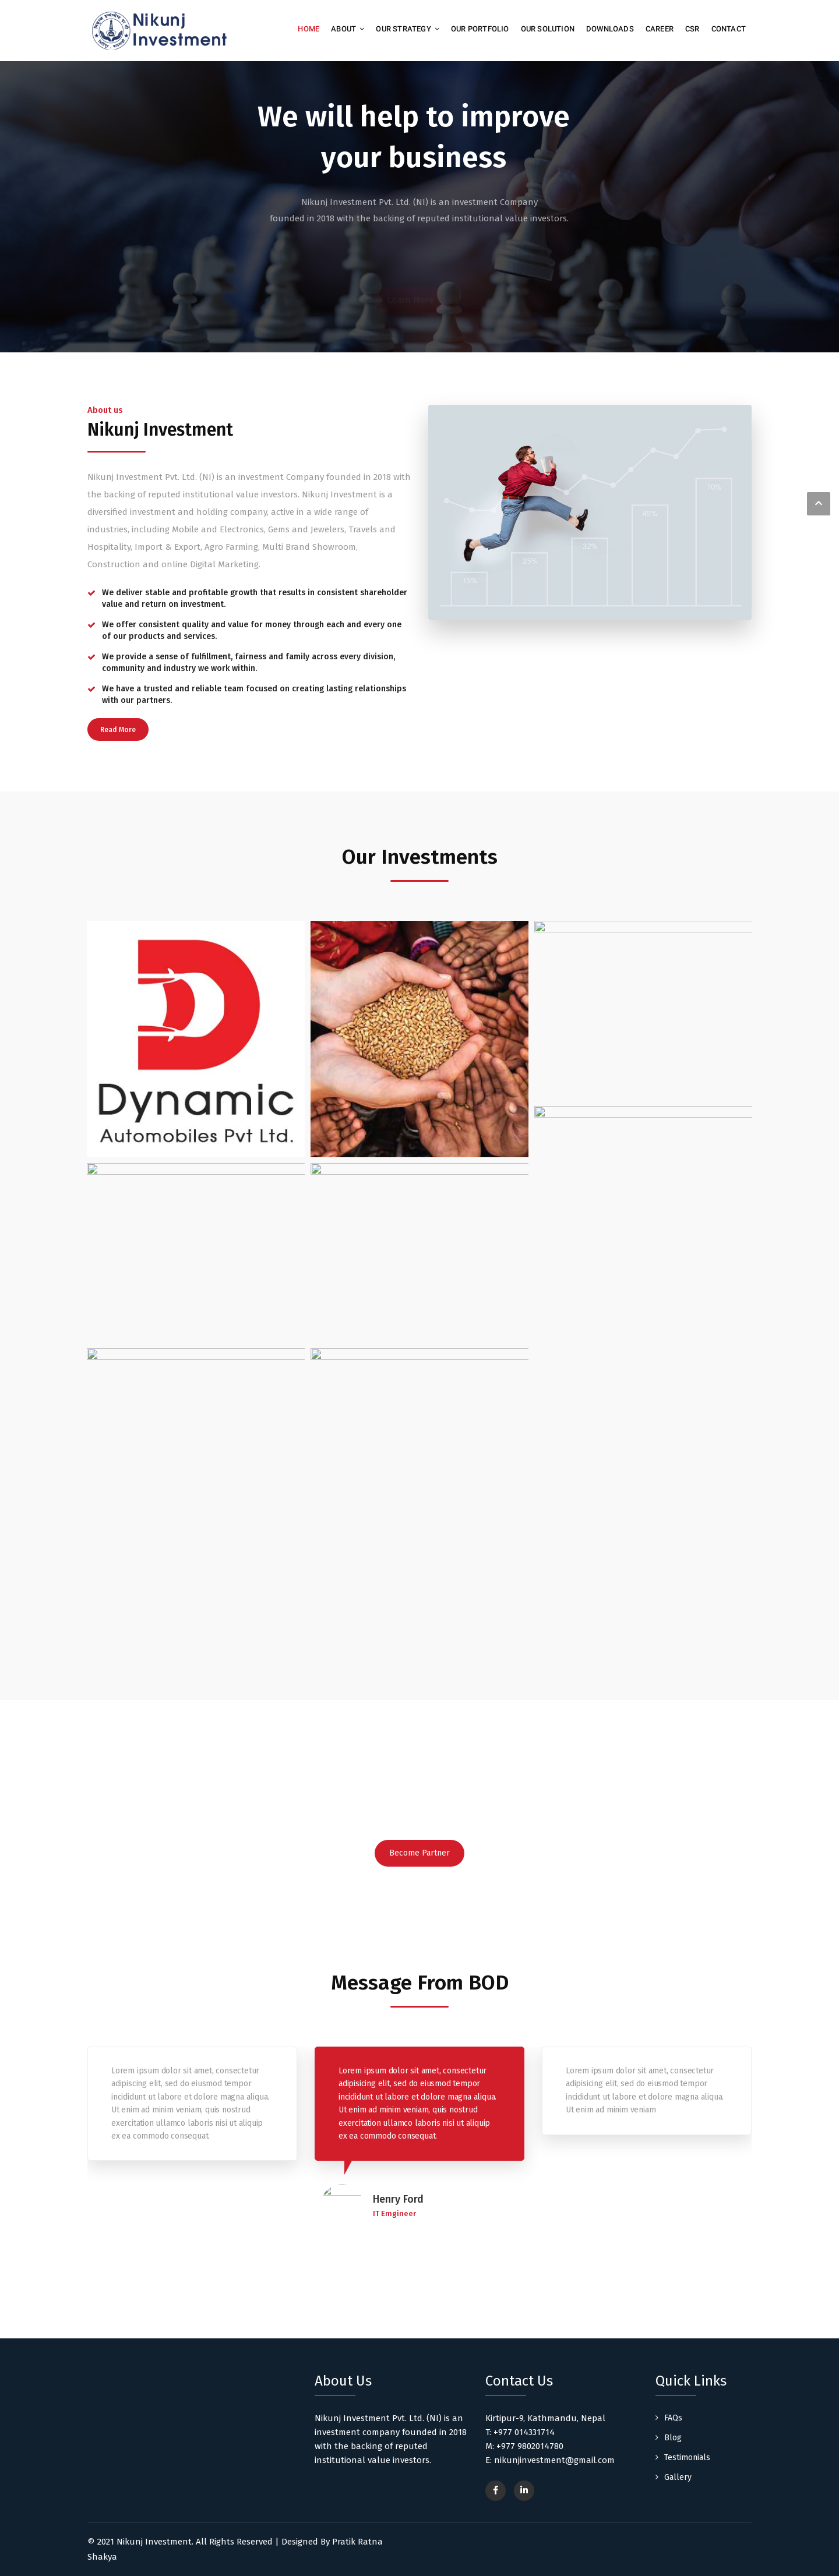 Nikunj
Investment
HOME ABOUT OUR STRATEGY OUR PORTFOLIO OUR SOLUTION DOWNLOADS CAREER CSR CONTACT
We will help to improve
your business
Nikunj Investment Pvt. Ltd. (NI) is an investment Company
founded in 2018 with the backing of reputed institutional value investors.
About us
Nikunj Investment
Nikunj Investment Pvt. Ltd. (NI) is an investment Company founded in 2018 with
the backing of reputed institutional value investors. Nikunj Investment is a
diversified investment and holding company, active in a wide range of
industries, including Mobile and Electronics, Gems and Jewelers, Travels and
Hospitality, Import & Export, Agro Farming, Multi Brand Showroom,
Construction and online Digital Marketing.
We deliver stable and profitable growth that results in consistent shareholder
value and return on investment.
We offer consistent quality and value for money through each and every one
of our products and services.
We provide a sense of fulfillment, fairness and family across every division,
community and industry we work within.
We have a trusted and reliable team focused on creating lasting relationships
with our partners.
Read More
15%
25%
32%
45%
70%
Our Investments
Dynamic
Automobiles Pvt Ltd.
Become Partner
Message From BOD
Lorem ipsum dolor sit amet, consectetur
adipiscing elit, sed do eiusmod tempor
incididunt ut labore et dolore magna aliqua.
Ut enim ad minim veniam, quis nostrud
exercitation ullamco laboris nisi ut aliquip
ex ea commodo consequat.
Lorem ipsum dolor sit amet, consectetur
adipisicing elit, sed do eiusmod tempor
incididunt ut labore et dolore magna aliqua.
Ut enim ad minim veniam, quis nostrud
exercitation ullamco laboris nisi ut aliquip
ex ea commodo consequat.
Henry Ford
IT Emgineer
Lorem ipsum dolor sit amet, consectetur
adipisicing elit, sed do eiusmod tempor
incididunt ut labore et dolore magna aliqua.
Ut enim ad minim veniam
About Us
Nikunj Investment Pvt. Ltd. (NI) is an
investment company founded in 2018
with the backing of reputed
institutional value investors.
Contact Us
Kirtipur-9, Kathmandu, Nepal
T: +977 014331714
M: +977 9802014780
E: nikunjinvestment@gmail.com
Quick Links
FAQs
Blog
Testimonials
Gallery
© 2021 Nikunj Investment. All Rights Reserved | Designed By Pratik Ratna
Shakya